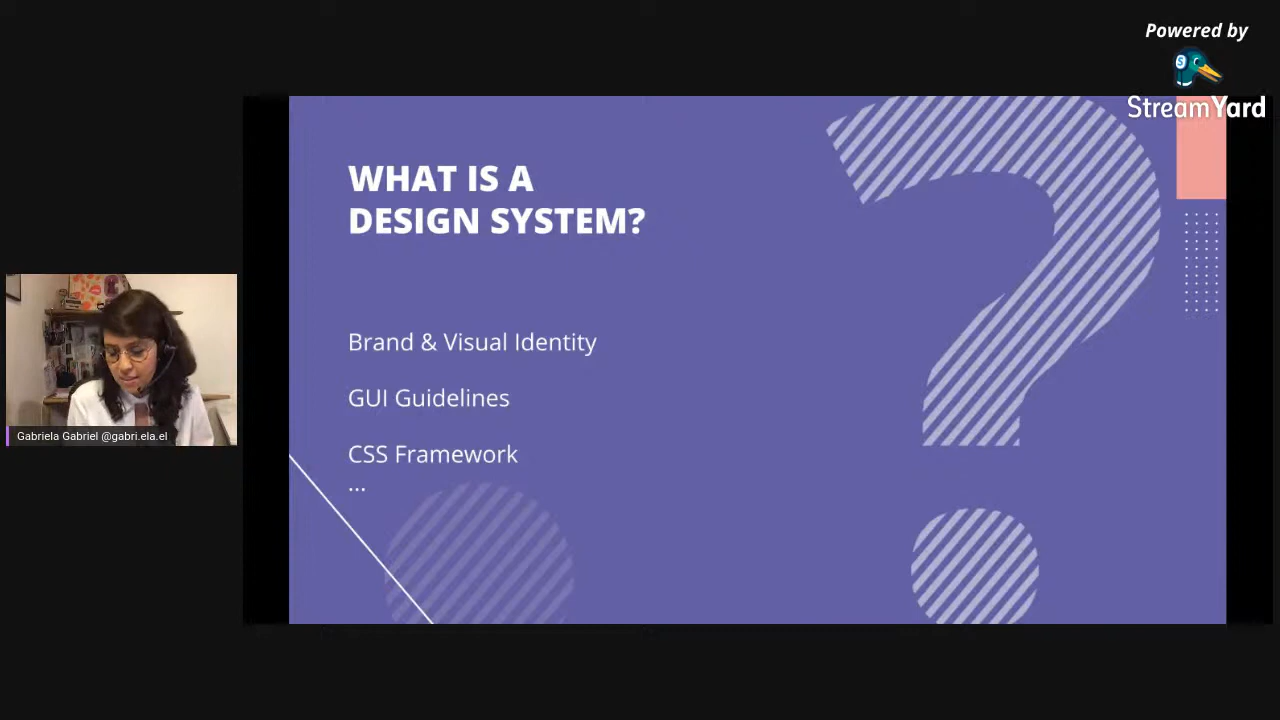 Powered by
StreamYard
WHAT IS A
DESIGN SYSTEM?
Brand & Visual Identity
GUI Guidelines
CSS Framework
...
Gabriela Gabriel @gabri.ela.el